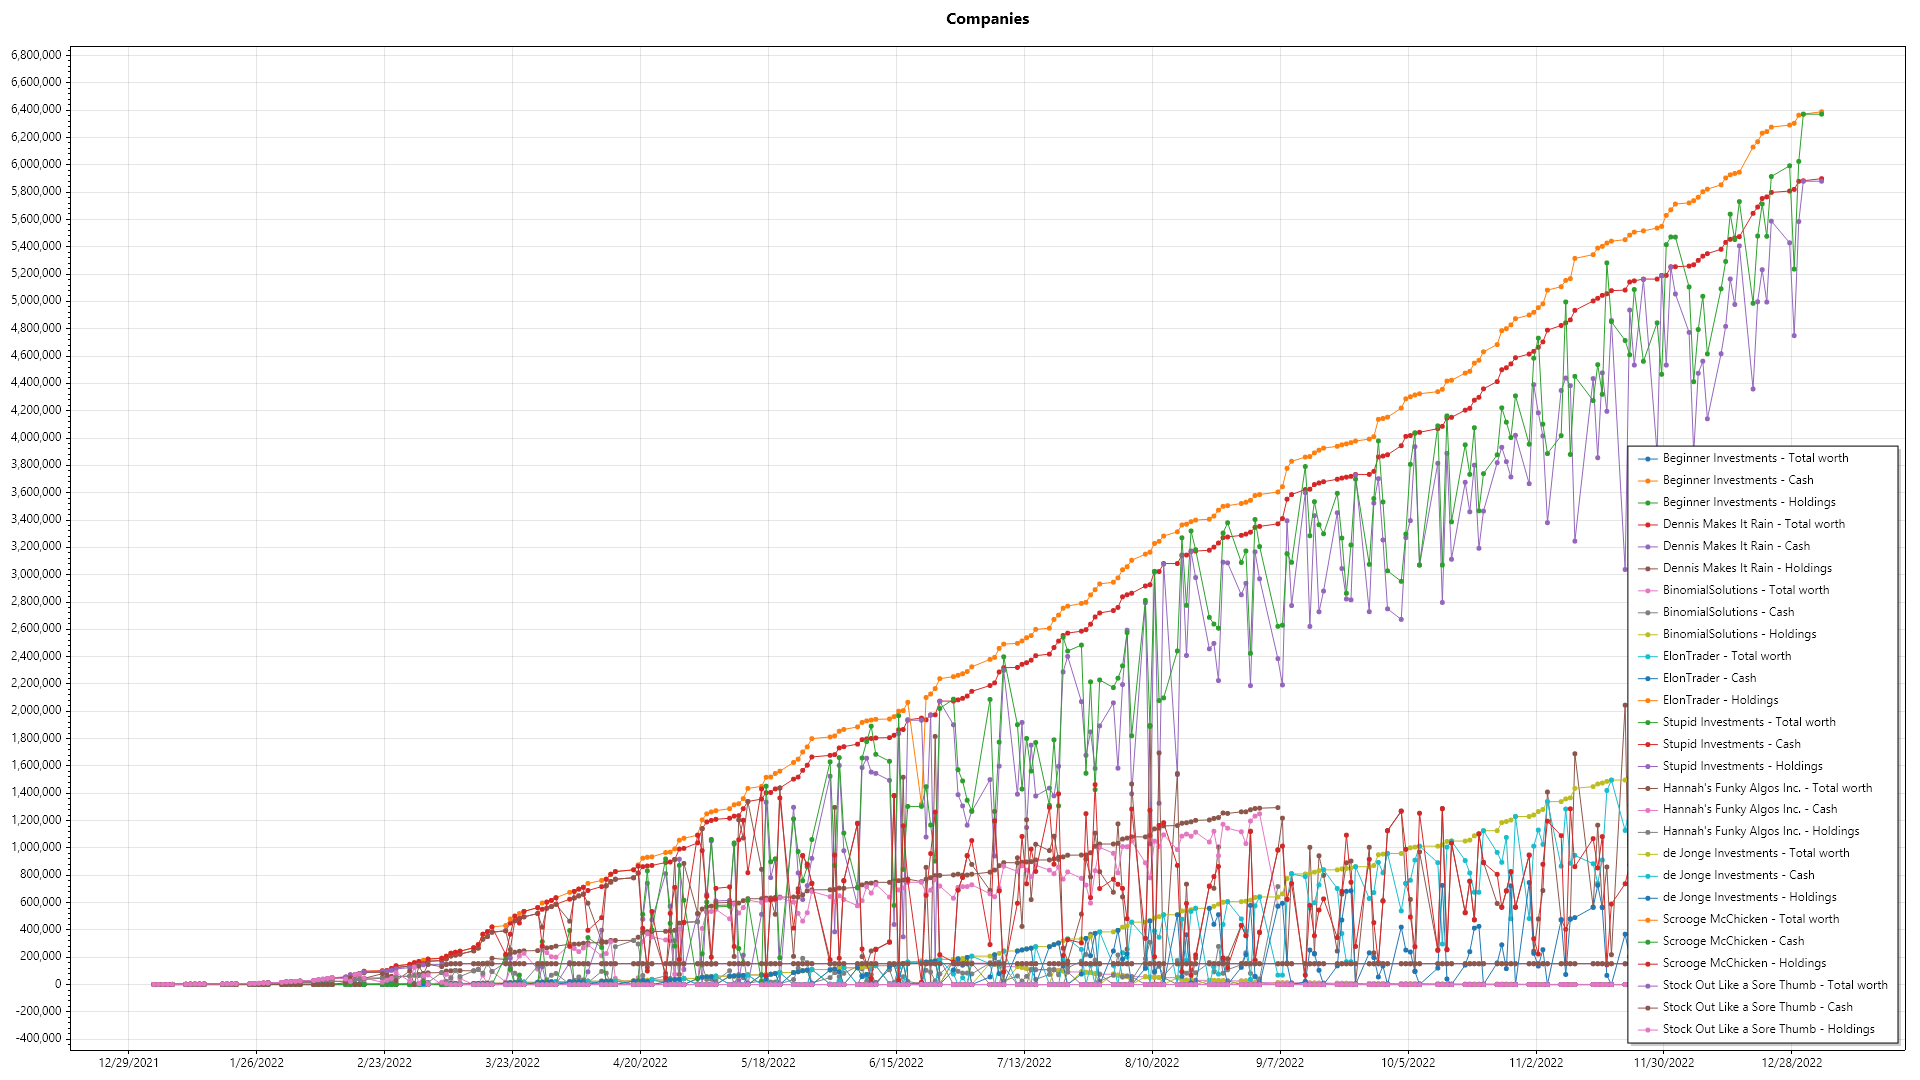 Companies
6,800,000
6,600,000
6,400,000
6,200,000
6,000,000
5,800,000
5,600,000
5,400,000
5,200,000
5,000,000
4,800,000
4,600,000
4,400,000
4,200,000
4,000,000
3,800,000
3,600,000
3,400,000
3,200,000
3,000,000
2,800,000
2,600,000
2,400,000
2,200,000
2,000,000
1,800,000
1,600,000
1,400,000
1,200,000
1,000,000
800,000
600,000
400,000
200,000
0
-200,000
-400,000
12/29/2021 1/26/2022 2/23/2022 3/23/2022 4/20/2022 5/18/2022 6/15/2022 7/13/2022 8/10/2022 9/7/2022 10/5/2022 11/2/2022 11/30/2022 12/28/2022
Beginner Investments - Total worth
Beginner Investments - Cash
Beginner Investments - Holdings
Dennis Makes It Rain - Total worth
Dennis Makes It Rain - Cash
Dennis Makes It Rain - Holdings
BinomialSolutions - Total worth
BinomialSolutions - Cash
BinomialSolutions - Holdings
ElonTrader - Total worth
ElonTrader - Cash
ElonTrader - Holdings
Stupid Investments - Total worth
Stupid Investments - Cash
Stupid Investments - Holdings
Hannah's Funky Algos Inc. - Total worth
Hannah's Funky Algos Inc. - Cash
Hannah's Funky Algos Inc. - Holdings
de Jonge Investments - Total worth
de Jonge Investments - Cash
de Jonge Investments - Holdings
Scrooge McChicken - Total worth
Scrooge McChicken - Cash
Scrooge McChicken - Holdings
Stock Out Like a Sore Thumb - Total worth
Stock Out Like a Sore Thumb - Cash
Stock Out Like a Sore Thumb - Holdings